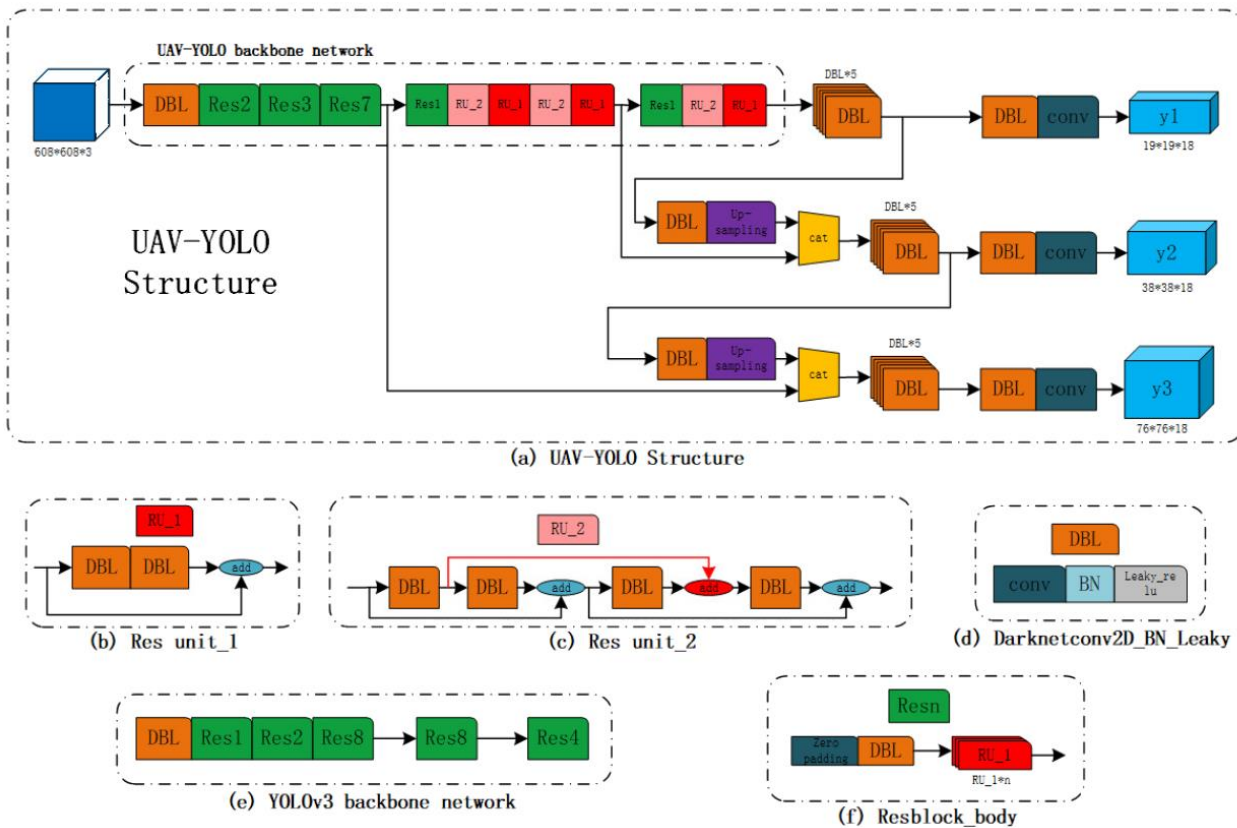 UAV-YOLO backbone network
DBL Res2 Res3 Res7 Res1 RU_2 RU_1 RU_2 RU_1 Res1 RU_2 RU_1
DBL*5
DBL
DBL conv y1
608*608*3
19*19*18
UAV-YOLO
Structure
DBL Up-
sampling
cat
DBL*5
DBL
DBL conv y2
38*38*18
DBL Up-
sampling
cat
DBL*5
DBL
DBL conv y3
76*76*18
(a) UAV-YOLO Structure
RU_1
DBL DBL add
(b) Res unit_1
RU_2
DBL DBL add DBL add DBL add
(c) Res unit_2
DBL
conv BN Leaky_re
lu
(d) Darknetconv2D_BN_Leaky
DBL Res1 Res2 Res8 Res8 Res4
(e) YOLOv3 backbone network
Resn
Zero
padding DBL RU_1
RU_1*n
(f) Resblock_body